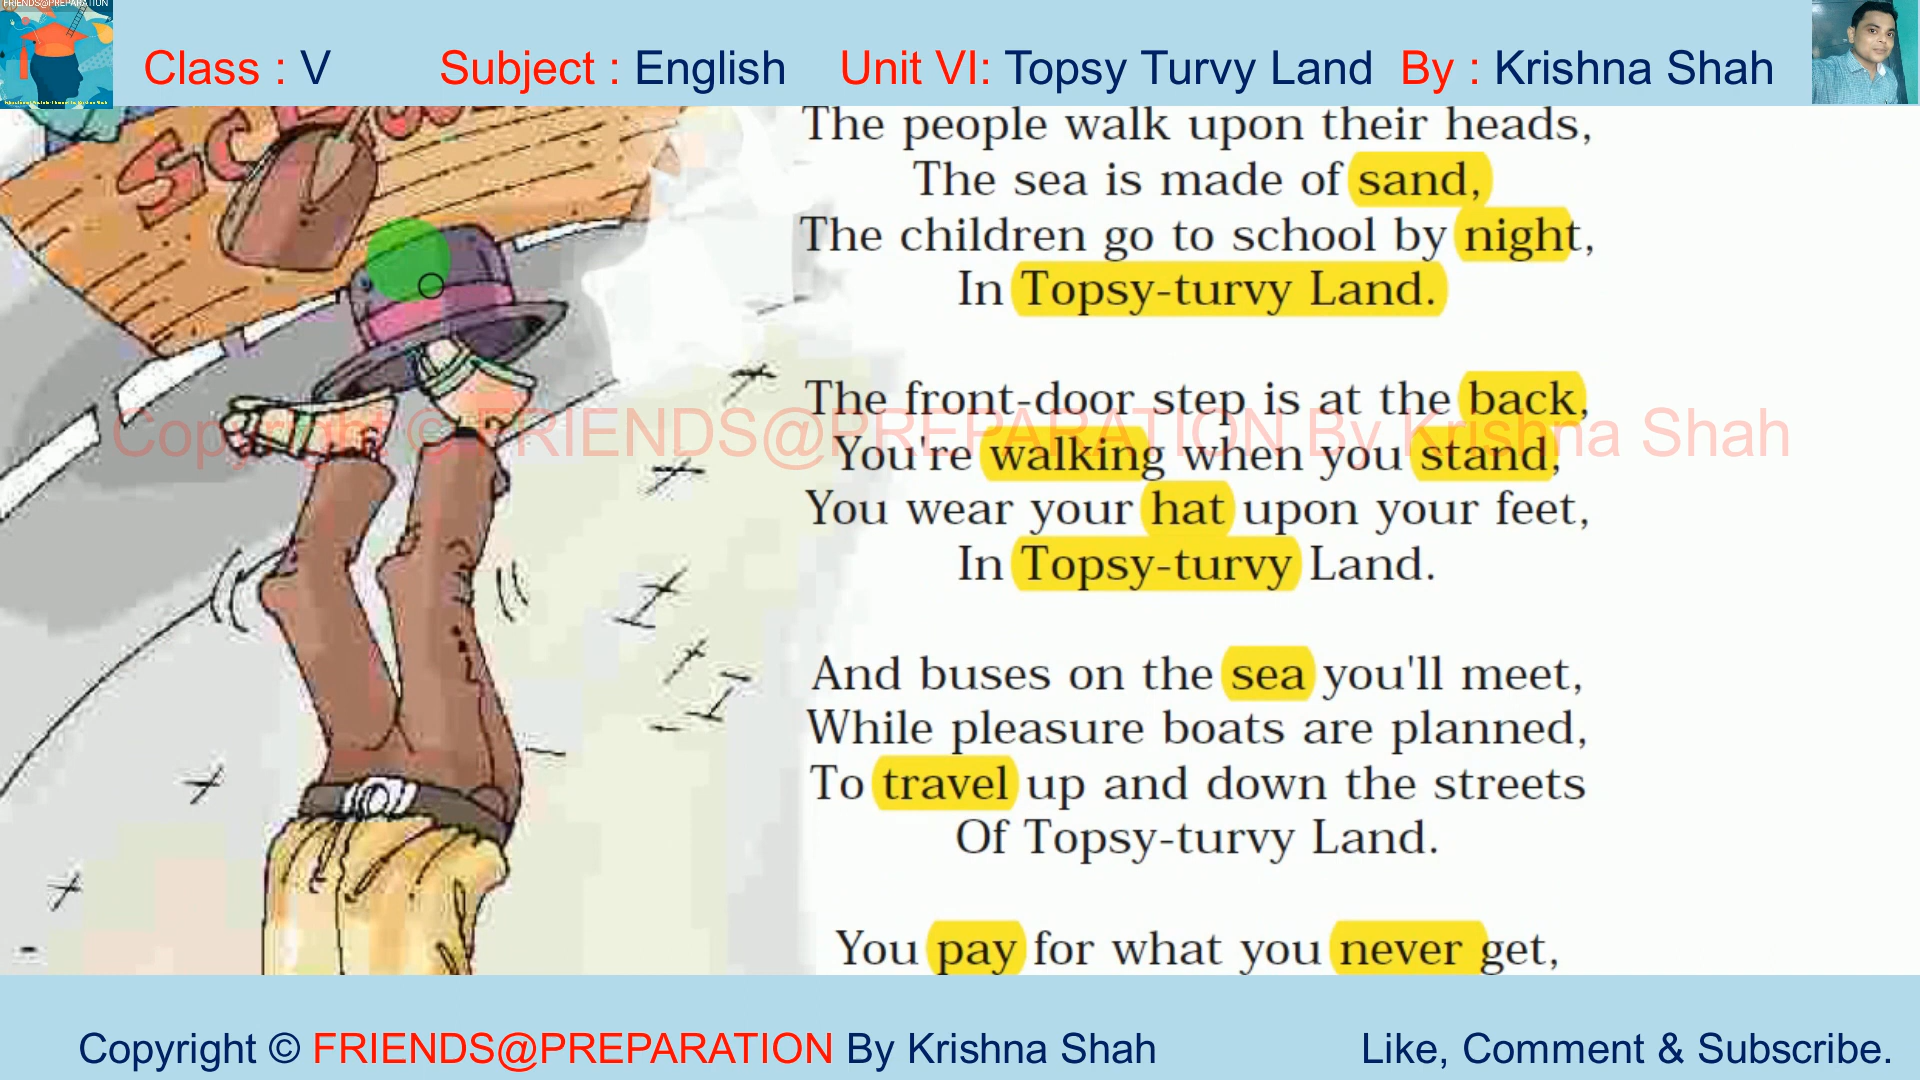 FRIENDS@PREPARATION
Class : V Subject : English Unit VI: Topsy Turvy Land By : Krishna Shah
The people walk upon their heads,
The sea is made of sand,
The children go to school by night,
In Topsy-turvy Land.
The front-door step is at the back,
Copyright © FRIENDS@PREPARATION By Krishna Shah
You're walking when you stand,
You wear your hat upon your feet,
In Topsy-turvy Land.
And buses on the sea you'll meet,
While pleasure boats are planned,
To travel up and down the streets
Of Topsy-turvy Land.
You pay for what you never get,
Copyright © FRIENDS@PREPARATION By Krishna Shah Like, Comment & Subscribe.